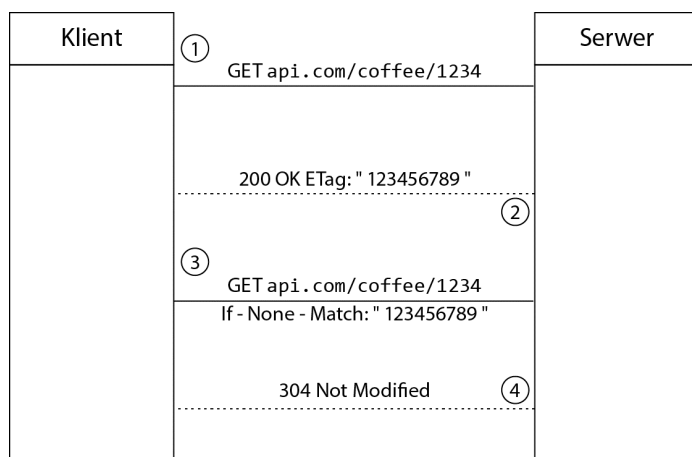 Klient
Serwer
1
GET api.com/coffee/1234
200 OK ETag: " 123456789 "
2
3
GET api.com/coffee/1234
If - None - Match: " 123456789 "
304 Not Modified
4